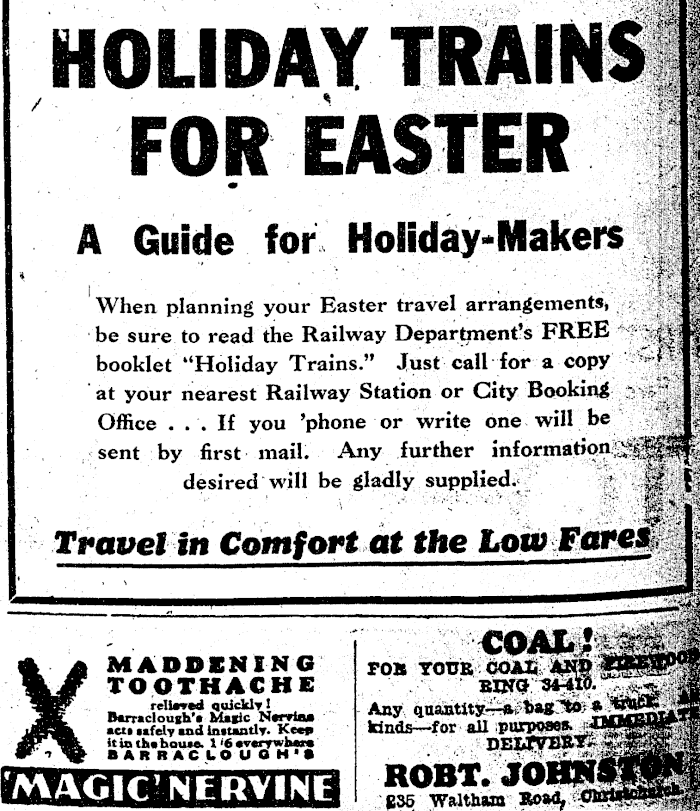 HOLIDAY TRAINS
FOR EASTER
A Guide for Holiday-Makers
When planning your Easter travel arrangements,
be sure to read the Railway Department's FREE
booklet "Holiday Trains." Just call for a copy
at your nearest Railway Station or City Booking
Office . . . If you 'phone or write one will be
sent by first mail. Any further information
desired will be gladly supplied.
Travel in Comfort at the Low Fares
MADDENING
TOOTHACHE
relieved quickly!
Barraclough's Magic Nervine
acts safely and instantly. Keep
it in the house. 1/6 everywhere
BARRACLOUGH'S
'MAGIC' NERVINE
COAL!
FOR YOUR COAL AND FIREWOOD
RING 34-410.
Any quantity—a bag to a truck.
kinds—for all purposes. IMMEDIATE
DELIVERY.
ROBT. JOHNSTON
235 Waltham Road, Christchurch